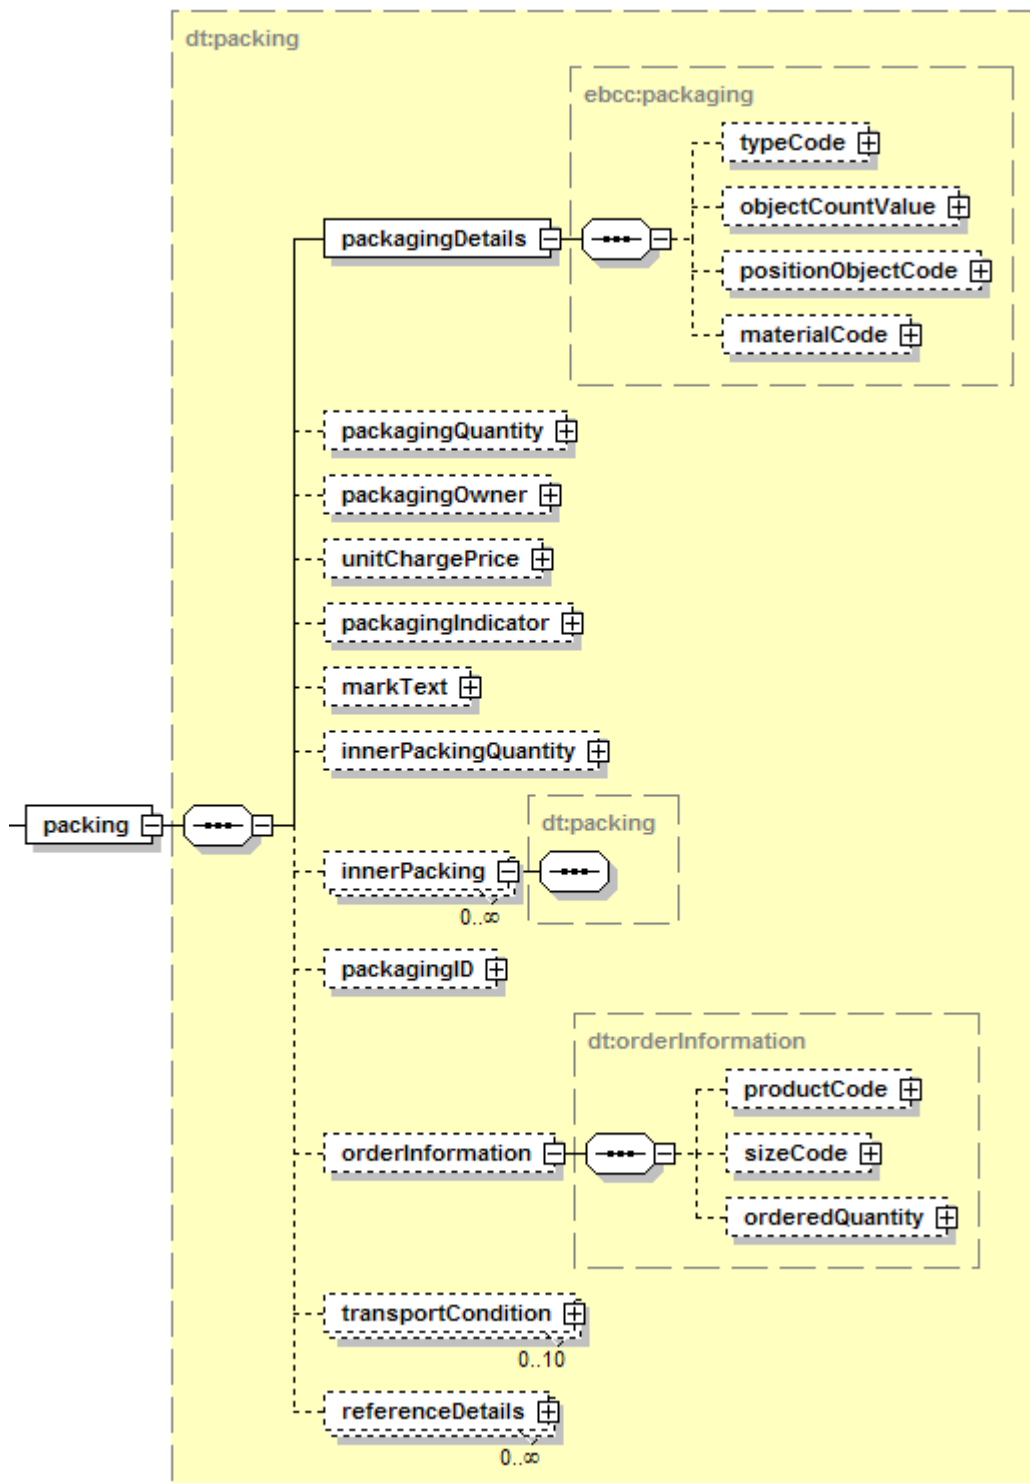 dt:packing
ebcc:packaging
typeCode
objectCountValue
packagingDetails
positionObjectCode
materialCode
packagingQuantity
packagingOwner
unitChargePrice
packagingIndicator
markText
innerPackingQuantity
packing
dt:packing
innerPacking
0..∞
packagingID
dt:orderInformation
productCode
orderInformation
sizeCode
orderedQuantity
transportCondition
0..10
referenceDetails
0..∞